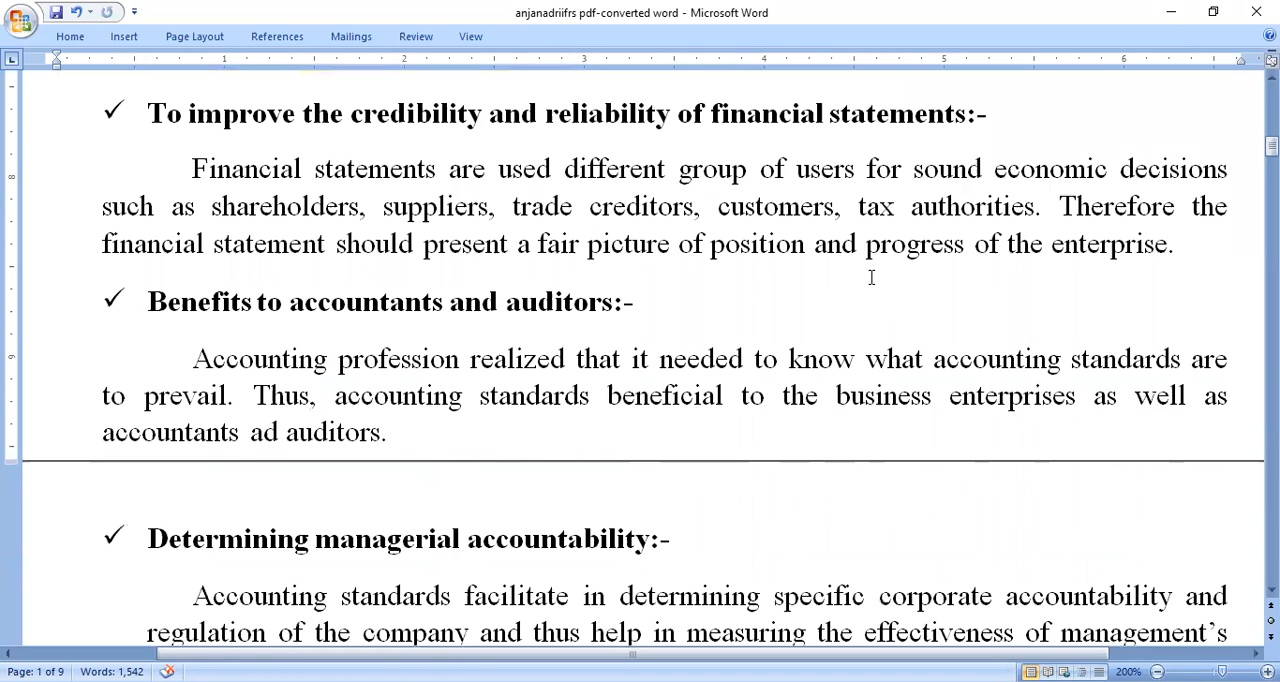 anjanadriifrs pdf-converted word - Microsoft Word
Home Insert Page Layout References Mailings Review View
1 2 3 4 5 6
✓ To improve the credibility and reliability of financial statements:-
Financial statements are used different group of users for sound economic decisions
such as shareholders, suppliers, trade creditors, customers, tax authorities. Therefore the
financial statement should present a fair picture of position and progress of the enterprise.
✓ Benefits to accountants and auditors:-
Accounting profession realized that it needed to know what accounting standards are
to prevail. Thus, accounting standards beneficial to the business enterprises as well as
accountants ad auditors.
✓ Determining managerial accountability:-
Accounting standards facilitate in determining specific corporate accountability and
regulation of the company and thus help in measuring the effectiveness of management’s
Page: 1 of 9 Words: 1,542 200%